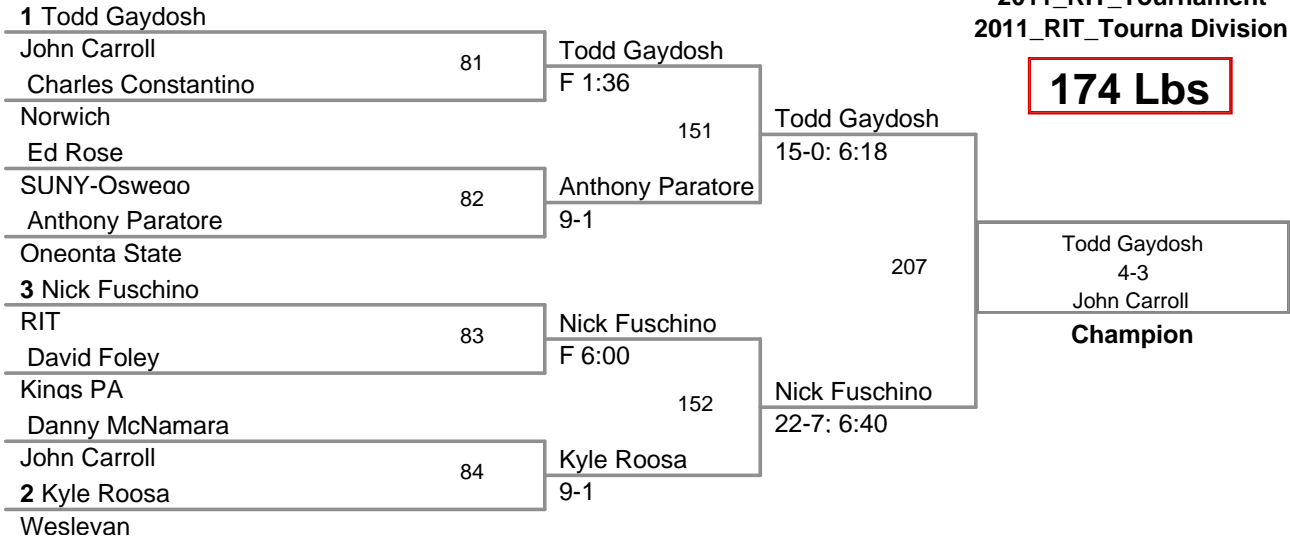 2011_RIT_Tournament
2011_RIT_Tourna Division
174 Lbs
1 Todd Gaydosh
John Carroll
81
Charles Constantino
Norwich
Ed Rose
SUNY-Oswego
82
Anthony Paratore
Oneonta State
3 Nick Fuschino
RIT
83
David Foley
Kings PA
Danny McNamara
John Carroll
84
2 Kyle Roosa
Wesleyan
Todd Gaydosh
F 1:36
151
Anthony Paratore
9-1
Nick Fuschino
F 6:00
152
Kyle Roosa
9-1
Todd Gaydosh
15-0; 6:18
207
Nick Fuschino
22-7; 6:40
Todd Gaydosh
4-3
John Carroll
Champion